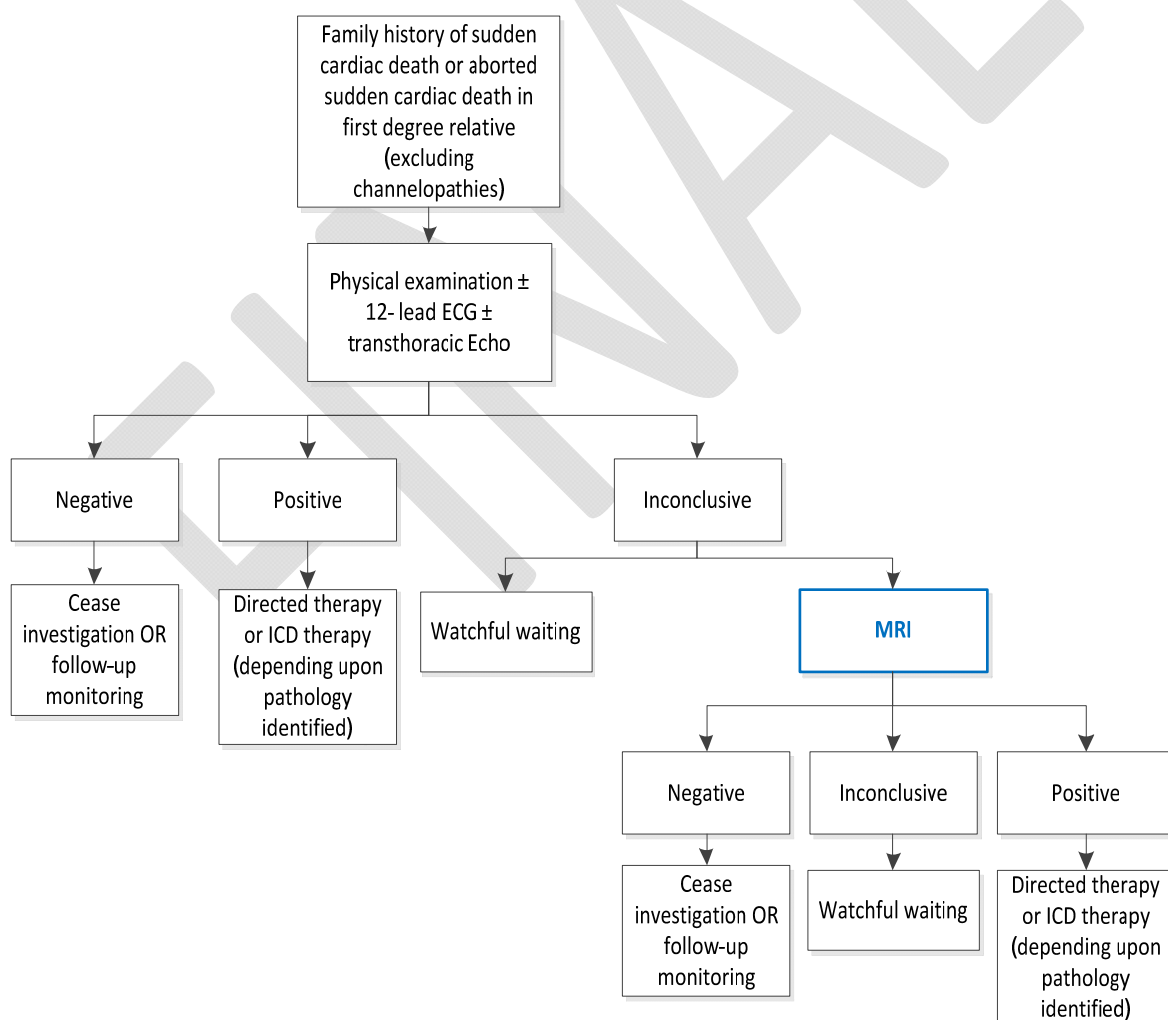 Family history of sudden
cardiac death or aborted
sudden cardiac death in
first degree relative
(excluding
channelopathies)
Physical examination ±
12- lead ECG ±
transthoracic Echo
Negative
Positive
Inconclusive
Cease
investigation OR
follow-up
monitoring
Directed therapy
or ICD therapy
(depending upon
pathology
identified)
Watchful waiting
MRI
Negative
Inconclusive
Positive
Cease
investigation OR
follow-up
monitoring
Watchful waiting
Directed therapy
or ICD therapy
(depending upon
pathology
identified)
FINAL